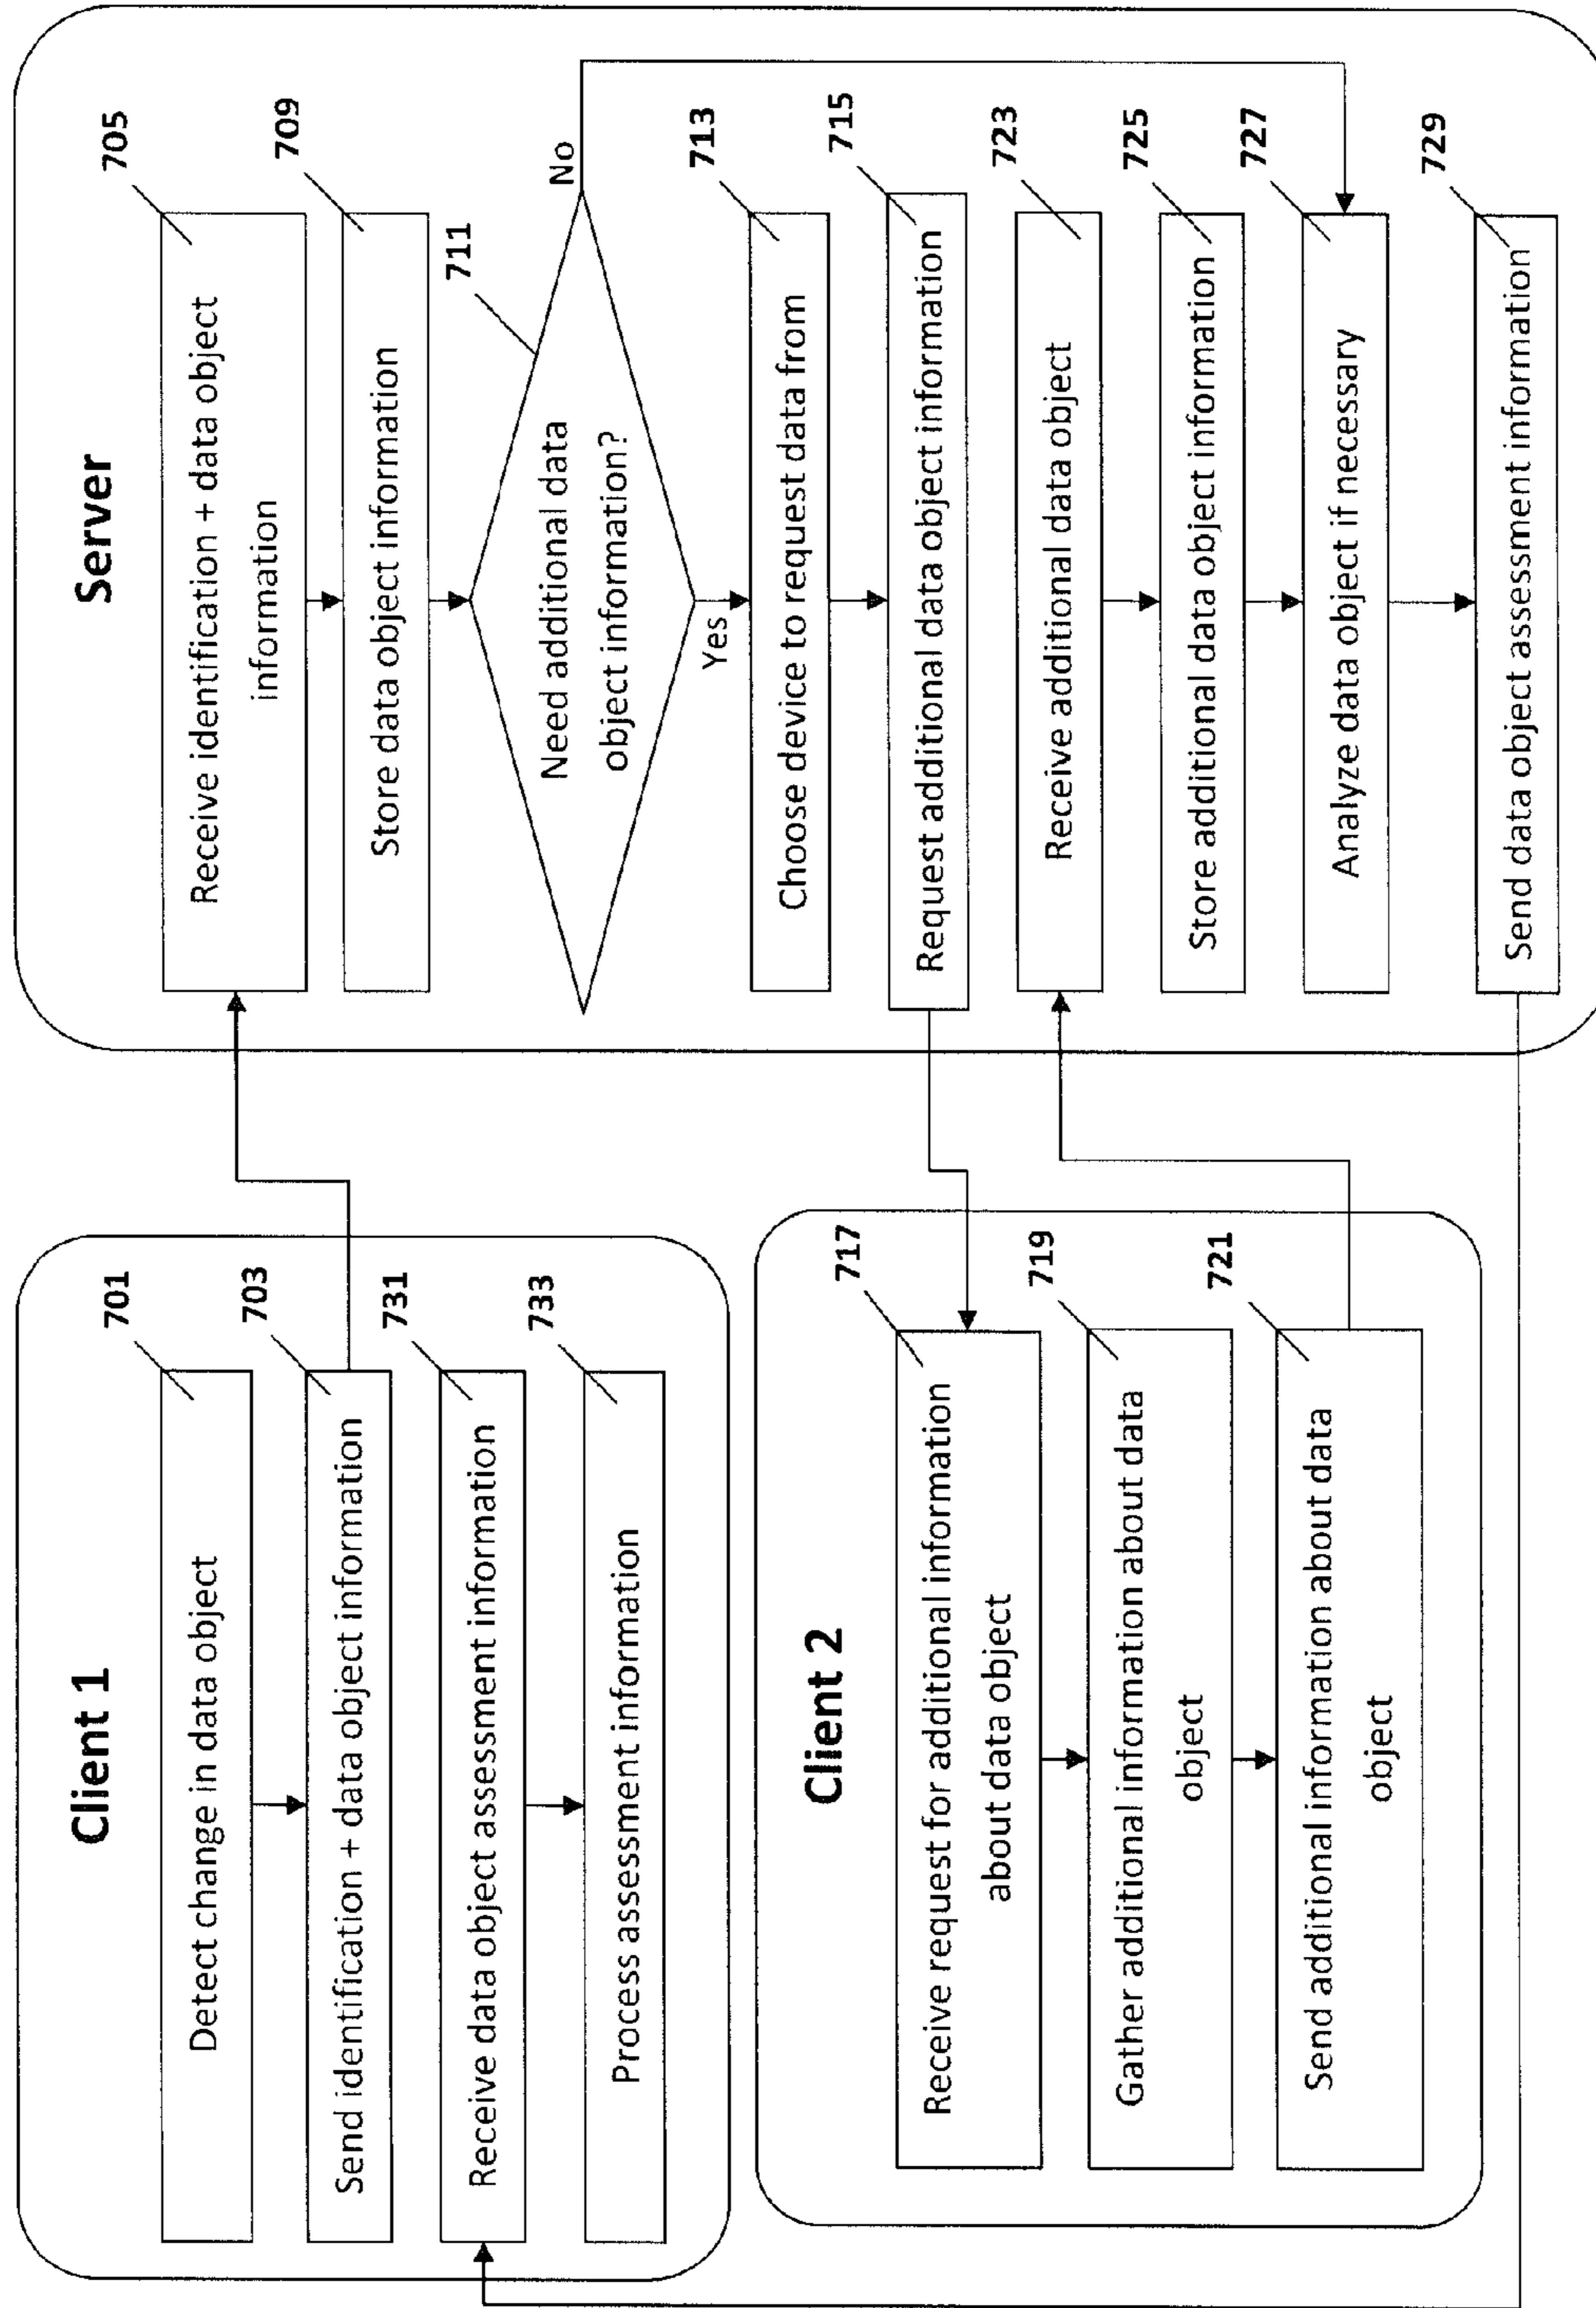 Client 1
701
Detect change in data object
703
Send identification + data object information
731
Receive data object assessment information
733
Process assessment information
Client 2
717
Receive request for additional information
about data object
719
Gather additional information about data
object
721
Send additional information about data
object
Server
705
Receive identification + data object
information
709
Store data object information
711
Need additional data
object information?
No
Yes
713
Choose device to request data from
715
Request additional data object information
723
Receive additional data object
725
Store additional data object information
727
Analyze data object if necessary
729
Send data object assessment information